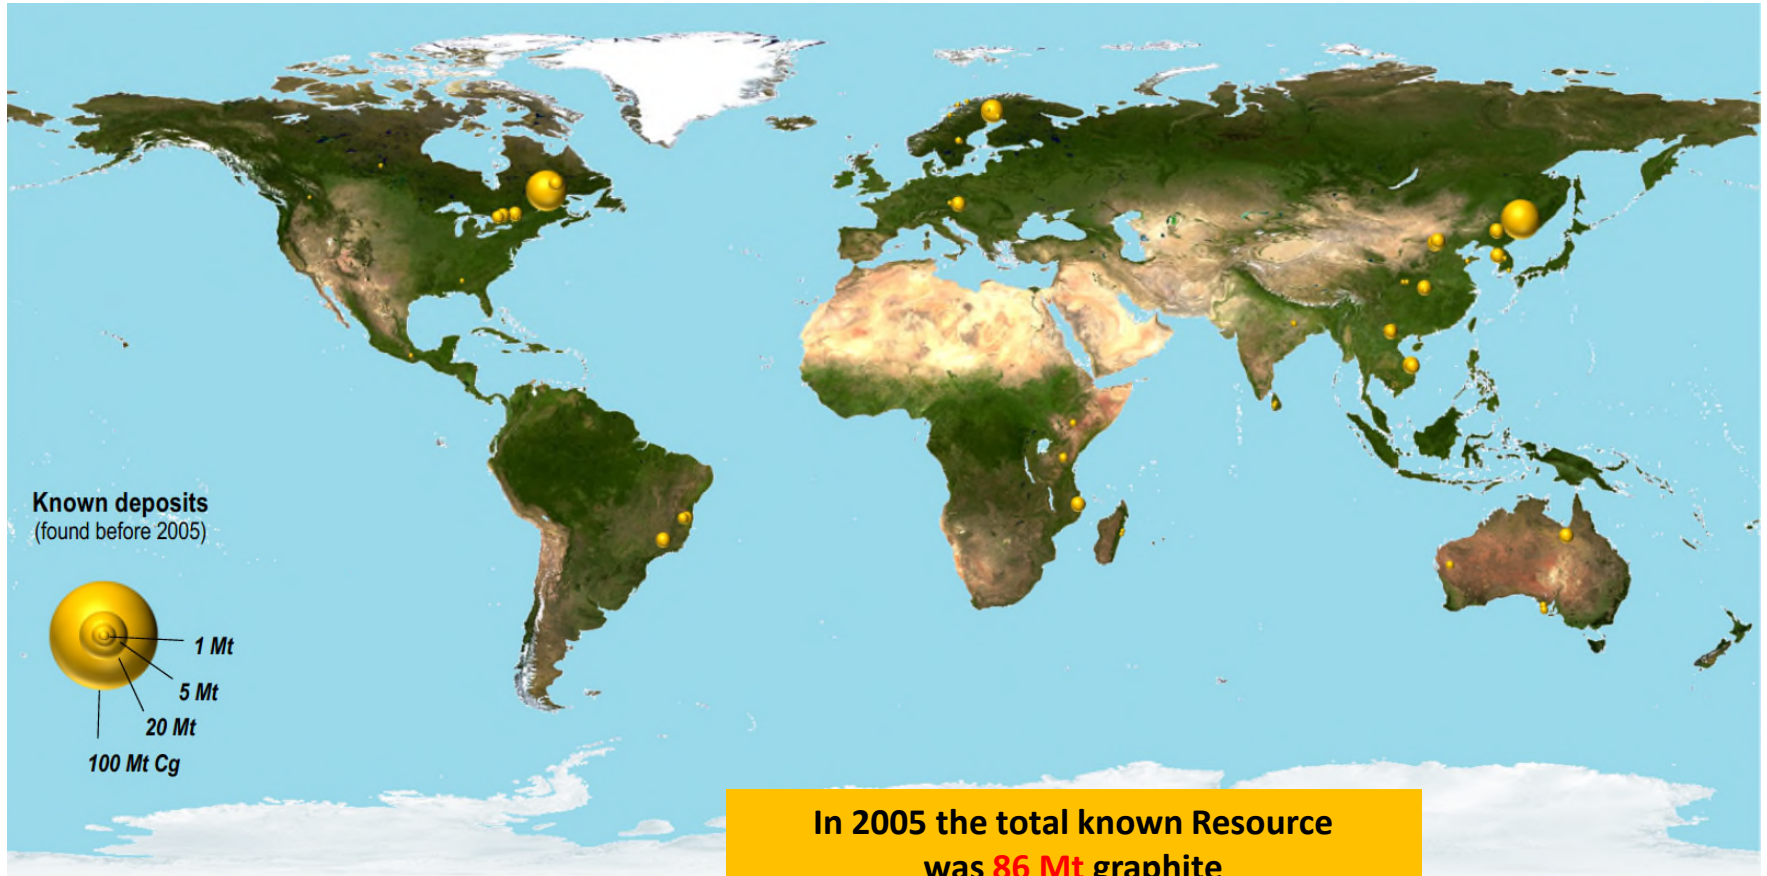 Known deposits
(found before 2005)
1 Mt
5 Mt
20 Mt
100 Mt Cg
In 2005 the total known Resource
was 86 Mt graphite